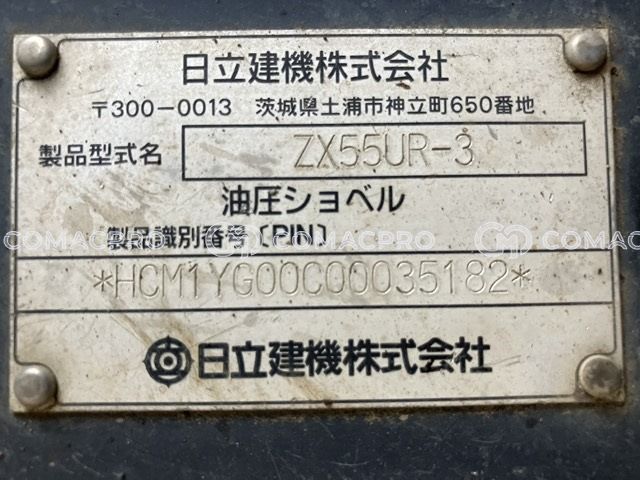 日立建機株式会社
〒300-0013 茨城県土浦市神立町650番地
製品型式名 ZX55UR-3
油圧ショベル
製品識別番号〔PIN〕
COMACPRO COMACPRO COMACPRO
*HCM1YG00C00035182*
日立建機株式会社